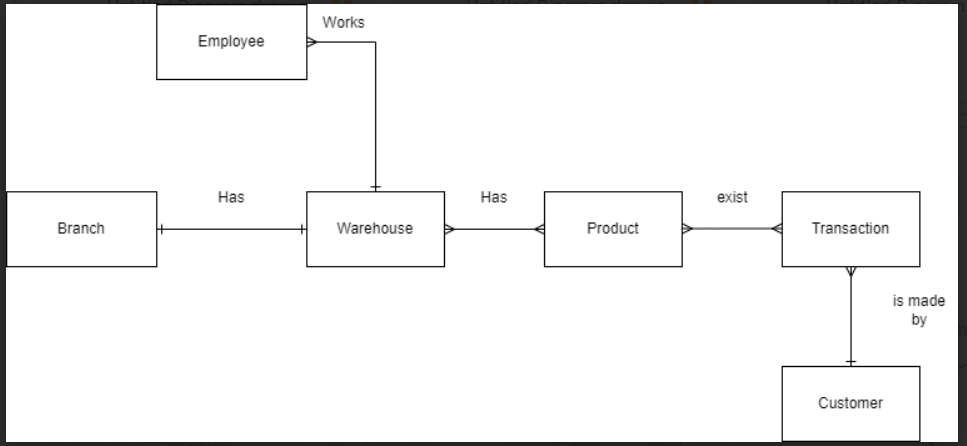 Works
Employee
Has
Has
exist
Branch
Warehouse
Product
Transaction
is made
by
Customer